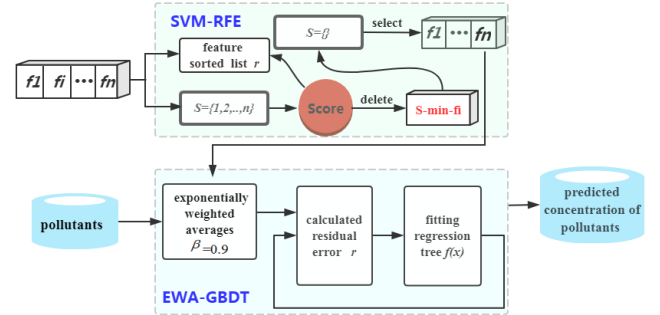 SVM-RFE
S={}
select
f1 ··· fn
feature
sorted list r
f1 fi ··· fn
S={1,2,..,n}
Score
delete
S-min-fi
pollutants
exponentially
weighted
averages
β=0.9
calculated
residual
error r
fitting
regression
tree f(x)
predicted
concentration of
pollutants
EWA-GBDT